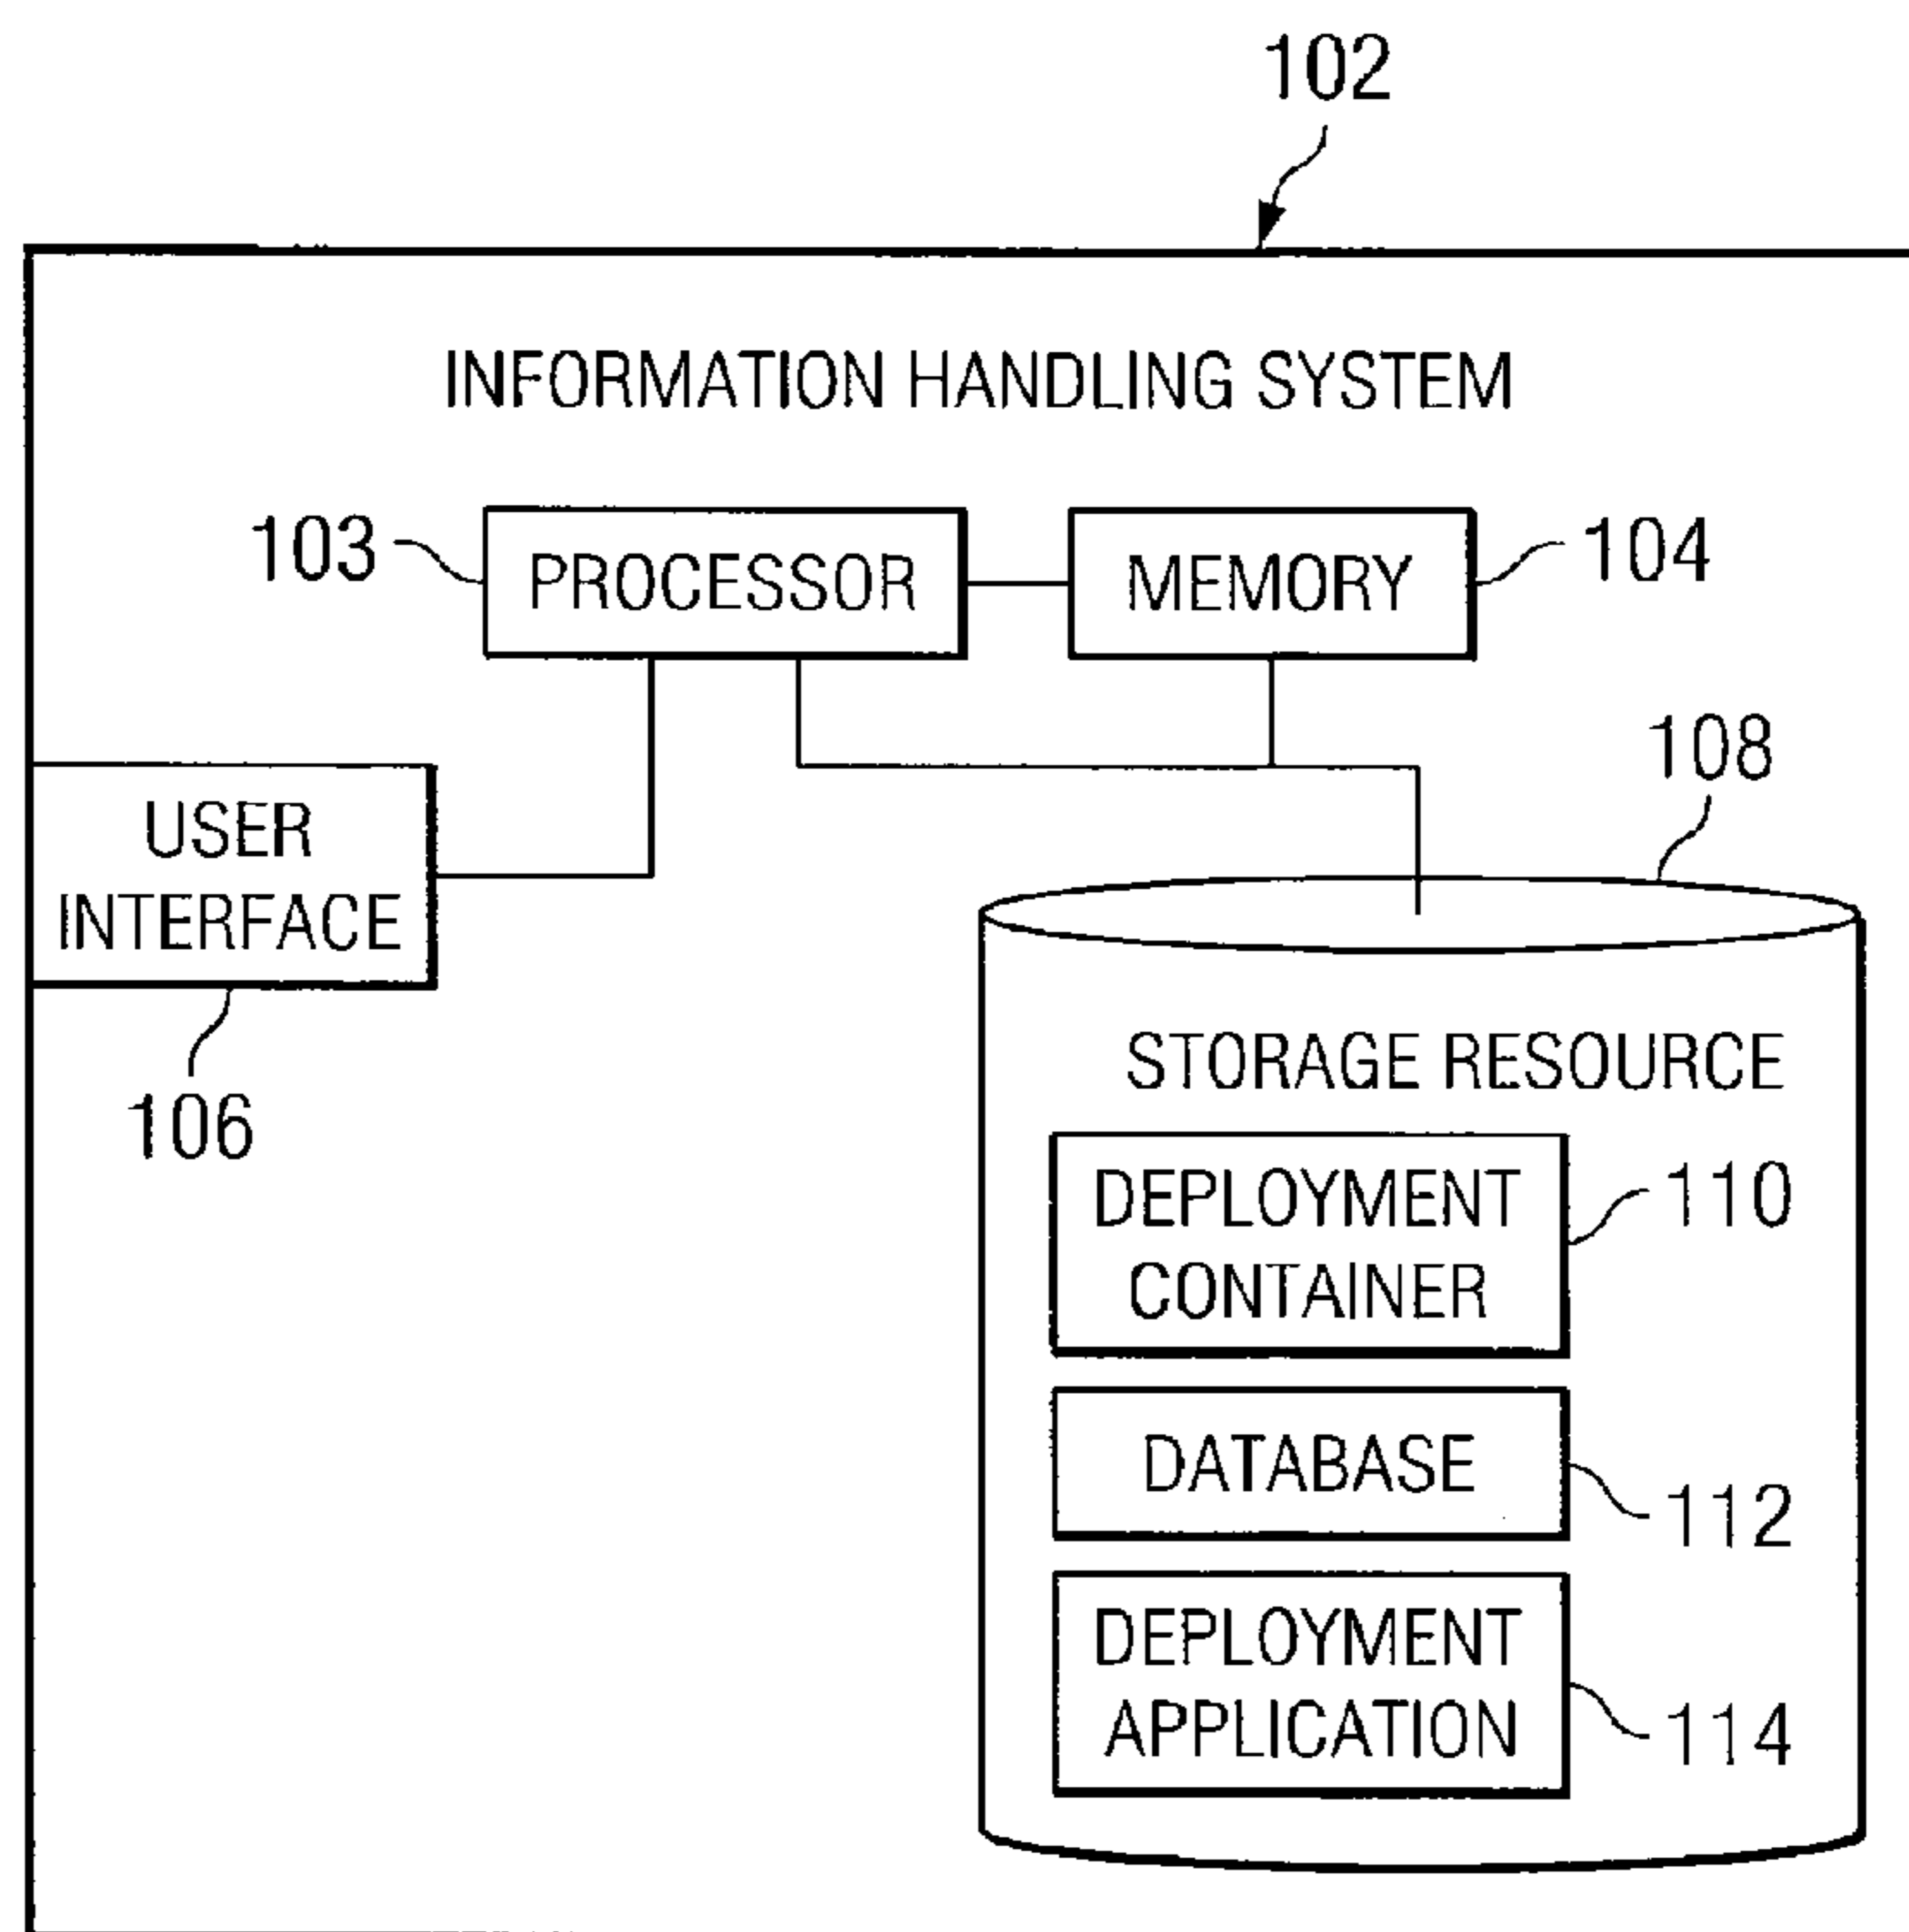 102
INFORMATION HANDLING SYSTEM
103
PROCESSOR
MEMORY
104
108
USER
INTERFACE
106
STORAGE RESOURCE
DEPLOYMENT
CONTAINER
110
DATABASE
112
DEPLOYMENT
APPLICATION
114